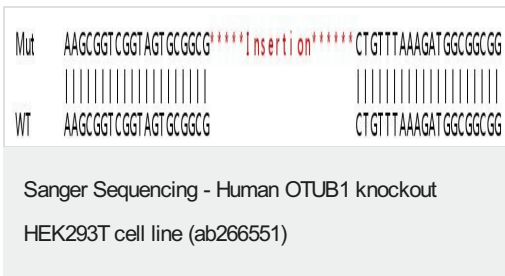 Mut AAGCGGTCGGTAGTGCGGCG*****Insertion******CTGTTTAAAGATGGCGGCGG
||||||||||||||||||||  ||||||||||||||||||||
WT AAGCGGTCGGTAGTGCGGCG CTGTTTAAAGATGGCGGCGG
Sanger Sequencing - Human OTUB1 knockout
HEK293T cell line (ab266551)